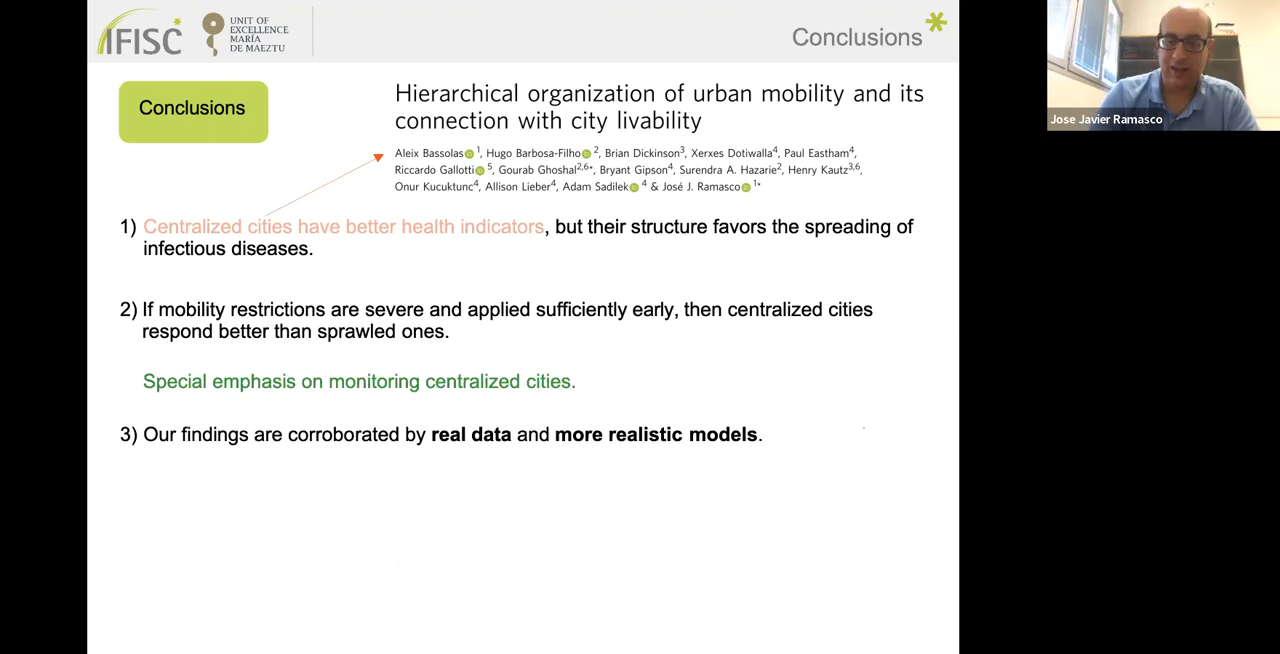 IFISC
UNIT OF
EXCELLENCE
MARÍA
DE MAEZTU
Conclusions
Jose Javier Ramasco
Conclusions
Hierarchical organization of urban mobility and its
connection with city livability
Aleix Bassolas 1, Hugo Barbosa-Filho 2, Brian Dickinson3, Xerxes Dotiwalla4, Paul Eastham4,
Riccardo Gallotti 5, Gourab Ghoshal2,6*, Bryant Gipson4, Surendra A. Hazarie2, Henry Kautz3,6,
Onur Kucuktunc4, Allison Lieber4, Adam Sadilek 4 & José J. Ramasco 1*
1) Centralized cities have better health indicators, but their structure favors the spreading of
infectious diseases.
2) If mobility restrictions are severe and applied sufficiently early, then centralized cities
respond better than sprawled ones.
Special emphasis on monitoring centralized cities.
3) Our findings are corroborated by real data and more realistic models.